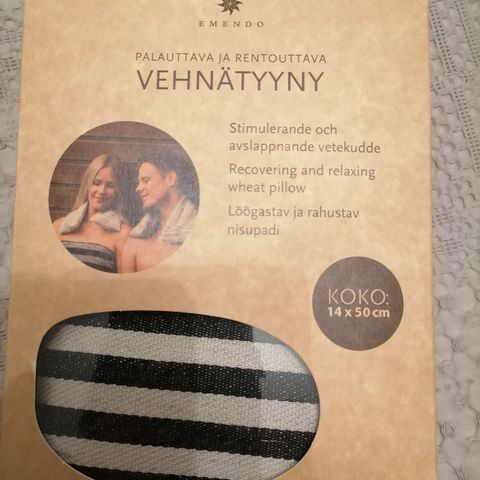 EMENDO
PALAUTTAVA JA RENTOUTTAVA
VEHNÄTYYNY
Stimulerande och
avslappnande vetekudde
Recovering and relaxing
wheat pillow
Lõõgastav ja rahustav
nisupadi
KOKO:
14 x 50 cm